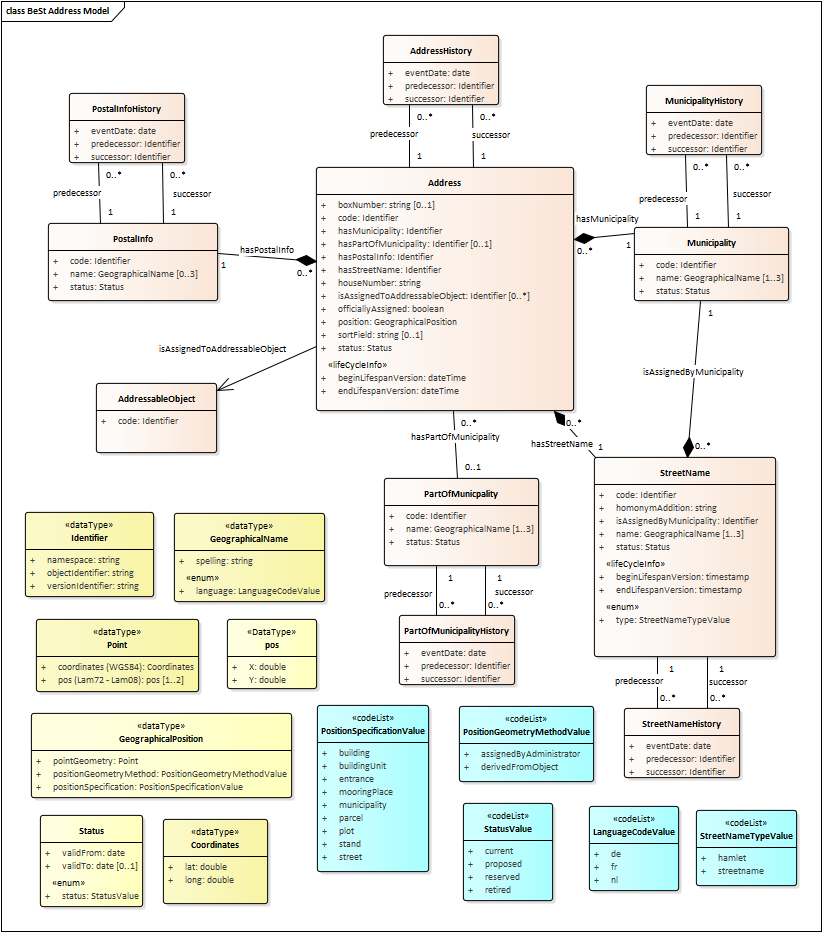 class BeSt Address Model
AddressHistory
+ eventDate: date
+ predecessor: Identifier
+ successor: Identifier
0..*
0..*
predecessor
successor
1
1
PostalInfoHistory
+ eventDate: date
+ predecessor: Identifier
+ successor: Identifier
0..*
0..*
predecessor
successor
1
1
MunicipalityHistory
+ eventDate: date
+ predecessor: Identifier
+ successor: Identifier
0..*
0..*
predecessor
successor
1
1
Address
+ boxNumber: string [0..1]
+ code: Identifier
+ hasMunicipality: Identifier
+ hasPartOfMunicipality: Identifier [0..1]
+ hasPostalInfo: Identifier
+ hasStreetName: Identifier
+ houseNumber: string
+ isAssignedToAddressableObject: Identifier [0..*]
+ officiallyAssigned: boolean
+ position: GeographicalPosition
+ sortField: string [0..1]
+ status: Status
«lifeCycleInfo»
+ beginLifespanVersion: dateTime
+ endLifespanVersion: dateTime
PostalInfo
+ code: Identifier
+ name: GeographicalName [0..3]
+ status: Status
hasPostalInfo
1
0..*
hasMunicipality
0..*
1
Municipality
+ code: Identifier
+ name: GeographicalName [1..3]
+ status: Status
1
isAssignedByMunicipality
0..*
isAssignedToAddressableObject
AddressableObject
+ code: Identifier
0..*
hasPartOfMunicipality
0..1
0..*
hasStreetName
1
PartOfMunicpality
+ code: Identifier
+ name: GeographicalName [1..3]
+ status: Status
1
1
predecessor
successor
0..*
0..*
PartOfMunicipalityHistory
+ eventDate: date
+ predecessor: Identifier
+ successor: Identifier
StreetName
+ code: Identifier
+ homonymAddition: string
+ isAssignedByMunicipality: Identifier
+ name: GeographicalName [1..3]
+ status: Status
«lifeCycleInfo»
+ beginLifespanVersion: timestamp
+ endLifespanVersion: timestamp
«enum»
+ type: StreetNameTypeValue
1
1
predecessor
successor
0..*
0..*
StreetNameHistory
+ eventDate: date
+ predecessor: Identifier
+ successor: Identifier
«dataType»
Identifier
+ namespace: string
+ objectIdentifier: string
+ versionIdentifier: string
«dataType»
GeographicalName
+ spelling: string
«enum»
+ language: LanguageCodeValue
«dataType»
Point
+ coordinates (WGS84): Coordinates
+ pos (Lam72 - Lam08): pos [1..2]
«DataType»
pos
+ X: double
+ Y: double
«dataType»
GeographicalPosition
+ pointGeometry: Point
+ positionGeometryMethod: PositionGeometryMethodValue
+ positionSpecification: PositionSpecificationValue
Status
+ validFrom: date
+ validTo: date [0..1]
«enum»
+ status: StatusValue
«dataType»
Coordinates
+ lat: double
+ long: double
«codeList»
PositionSpecificationValue
+ building
+ buildingUnit
+ entrance
+ mooringPlace
+ municipality
+ parcel
+ plot
+ stand
+ street
«codeList»
PositionGeometryMethodValue
+ assignedByAdministrator
+ derivedFromObject
«codeList»
StatusValue
+ current
+ proposed
+ reserved
+ retired
«codeList»
LanguageCodeValue
+ de
+ fr
+ nl
«codeList»
StreetNameTypeValue
+ hamlet
+ streetname